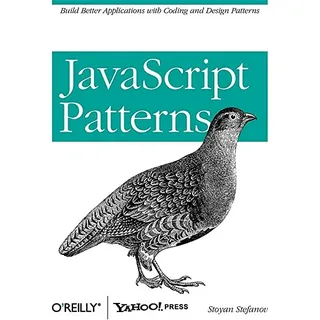 Build Better Applications with Coding and Design Patterns
JavaScript
Patterns
O'REILLY®
YAHOO! PRESS
Stoyan Stefanov